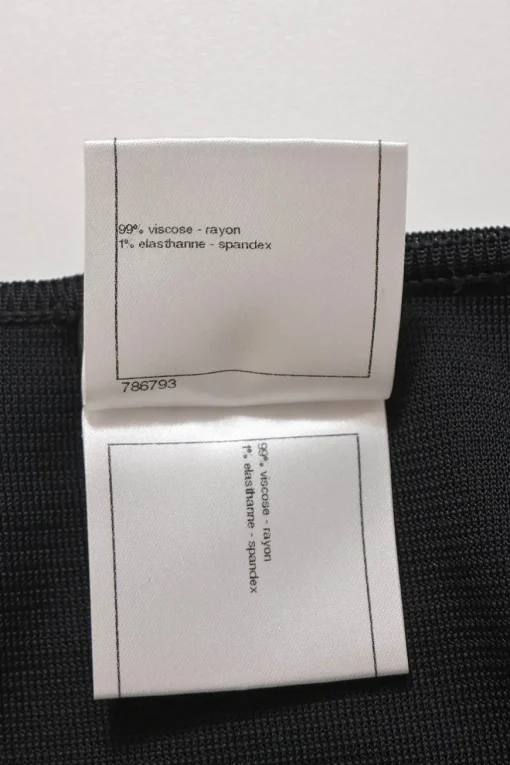 99% viscose - rayon
1% elasthanne - spandex
786793
99% viscose - rayon
1% elasthanne - spandex